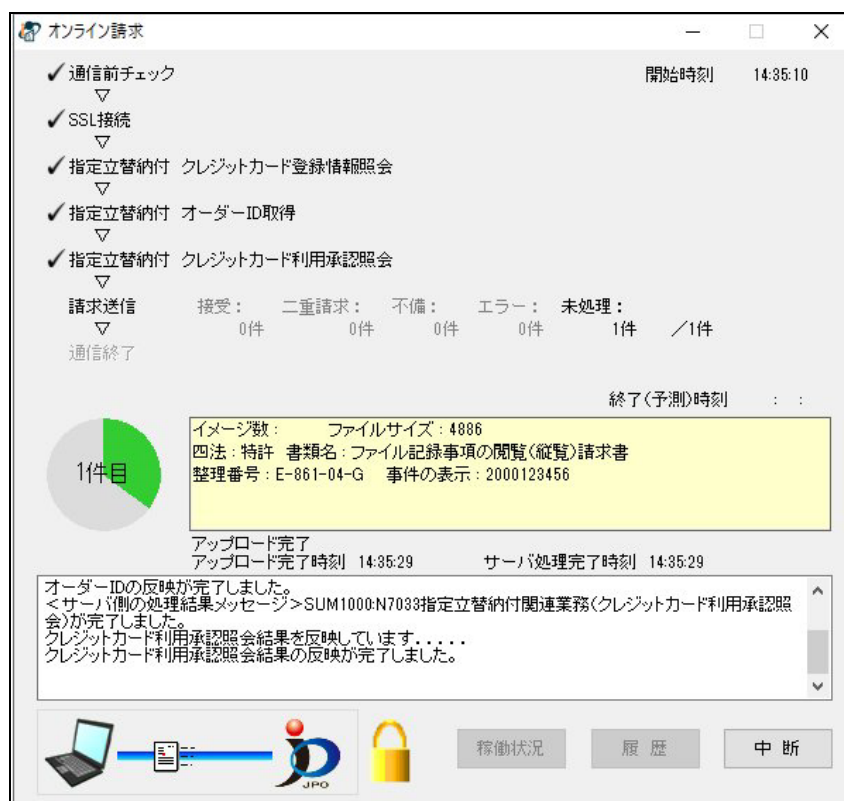 オンライン請求
通信前チェック 開始時刻 14:35:10
▽
SSL接続
▽
指定立替納付 クレジットカード登録情報照会
▽
指定立替納付 オーダーID取得
▽
指定立替納付 クレジットカード利用承認照会
▽
請求送信 接受: 二重請求: 不備: エラー: 未処理:
▽ 0件 0件 0件 0件 1件 /1件
通信終了
終了(予測)時刻 : :
イメージ数: ファイルサイズ:4886
四法:特許 書類名:ファイル記録事項の閲覧(縦覧)請求書
1件目
整理番号:E-861-04-G 事件の表示:2000123456
アップロード完了
アップロード完了時刻 14:35:29 サーバ処理完了時刻 14:35:29
オーダーIDの反映が完了しました。
<サーバ側の処理結果メッセージ>SUM1000:N7033指定立替納付関連業務(クレジットカード利用承認照
会)が完了しました。
クレジットカード利用承認照会結果を反映しています.....
クレジットカード利用承認照会結果の反映が完了しました。
稼働状況 履歴 中断
JPO